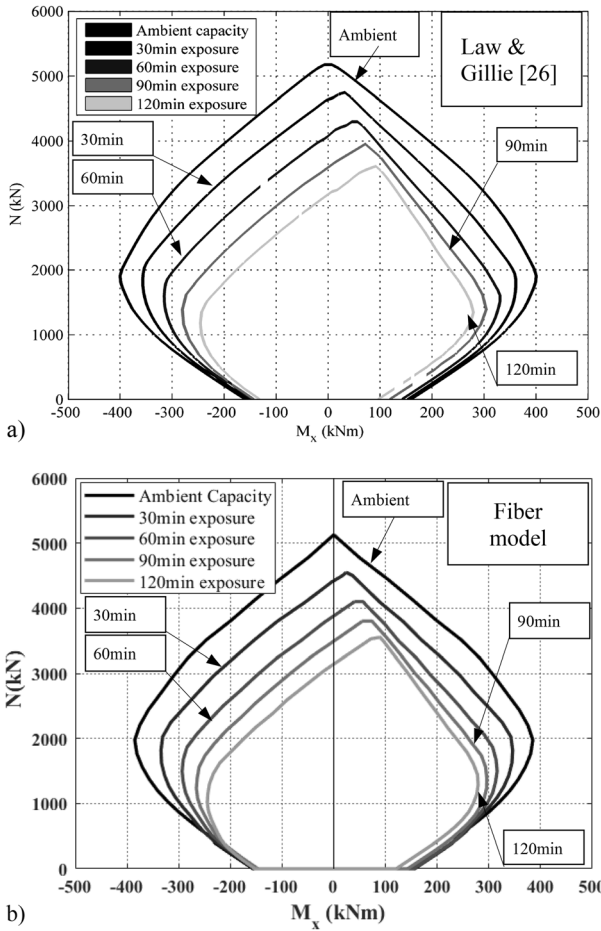 Ambient capacity
30min exposure
60min exposure
90min exposure
120min exposure
Ambient
Law &
Gillie [26]
30min
60min
90min
120min
N (kN)
6000
5000
4000
3000
2000
1000
0
-500 -400 -300 -200 -100 0 100 200 300 400 500
Mx (kNm)
a)
Ambient Capacity
30min exposure
60min exposure
90min exposure
120min exposure
Ambient
Fiber
model
30min
60min
90min
120min
N(kN)
6000
5000
4000
3000
2000
1000
0
-500 -400 -300 -200 -100 0 100 200 300 400 500
Mx (kNm)
b)